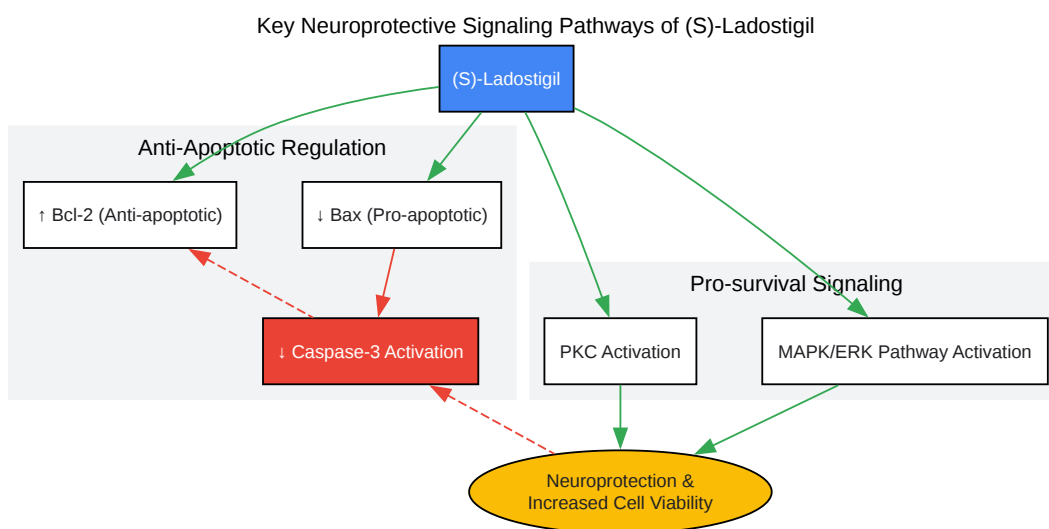 Key Neuroprotective Signaling Pathways of (S)-Ladostigil
(S)-Ladostigil
Anti-Apoptotic Regulation
↑ Bcl-2 (Anti-apoptotic)
↓ Bax (Pro-apoptotic)
Pro-survival Signaling
↓ Caspase-3 Activation
PKC Activation
MAPK/ERK Pathway Activation
Neuroprotection &
Increased Cell Viability